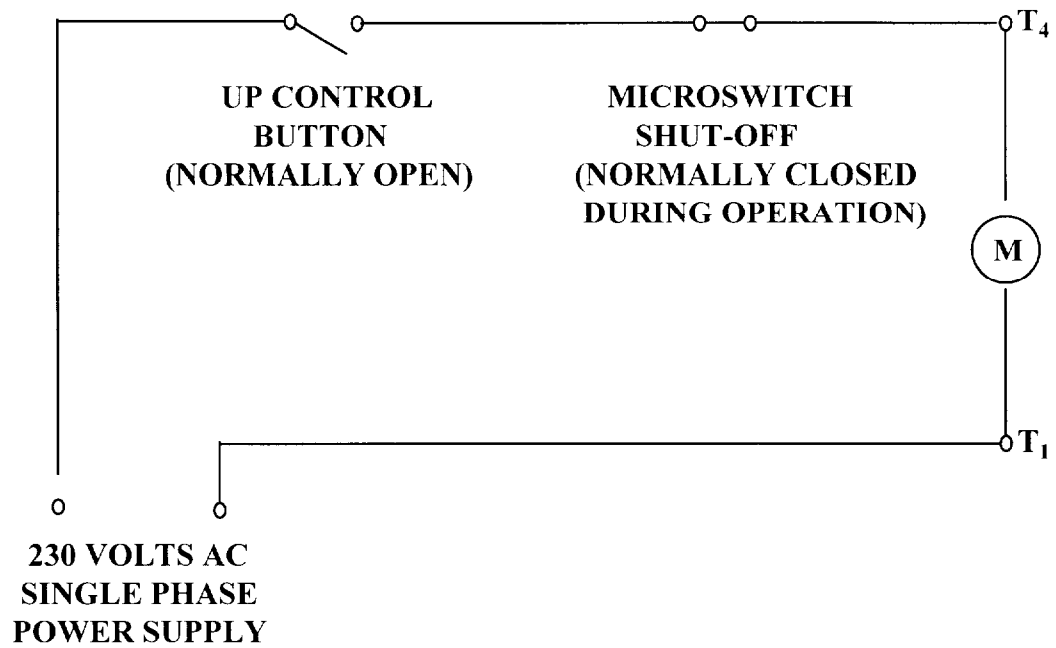 T4
UP CONTROL
BUTTON
(NORMALLY OPEN)
MICROSWITCH
SHUT-OFF
(NORMALLY CLOSED
DURING OPERATION)
M
T1
230 VOLTS AC
SINGLE PHASE
POWER SUPPLY